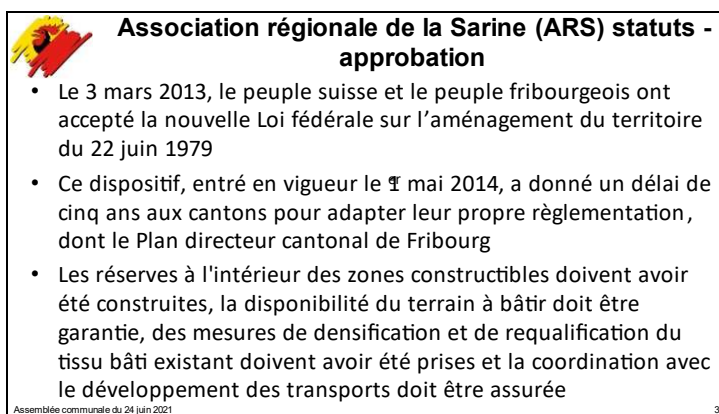 Association régionale de la Sarine (ARS) statuts -
approbation
• Le 3 mars 2013, le peuple suisse et le peuple fribourgeois ont
accepté la nouvelle Loi fédérale sur l’aménagement du territoire
du 22 juin 1979
• Ce dispositif, entré en vigueur le 1er mai 2014, a donné un délai de
cinq ans aux cantons pour adapter leur propre règlementation,
dont le Plan directeur cantonal de Fribourg
• Les réserves à l'intérieur des zones constructibles doivent avoir
été construites, la disponibilité du terrain à bâtir doit être
garantie, des mesures de densification et de requalification du
tissu bâti existant doivent avoir été prises et la coordination avec
le développement des transports doit être assurée
Assemblée communale du 24 juin 2021
3